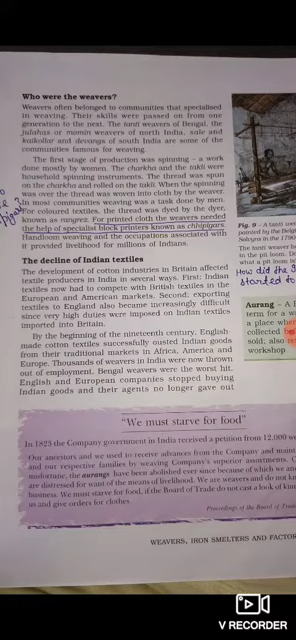 Who were the weavers?
Weavers often belonged to communities that specialised
in weaving. Their skills were passed on from one
generation to the next. The tanti weavers of Bengal, the
julahas or momin weavers of north India, sale and
kaikollar and devangs of south India are some of the
communities famous for weaving.
The first stage of production was spinning – a work
done mostly by women. The charkha and the takli were
household spinning instruments. The thread was spun
on the charkha and rolled on the takli. When the spinning
was over the thread was woven into cloth by the weaver.
In most communities weaving was a task done by men.
For coloured textiles, the thread was dyed by the dyer,
known as rangrez. For printed cloth the weavers needed
the help of specialist block printers known as chhipigars.
Handloom weaving and the occupations associated with
it provided livelihood for millions of Indians.
The decline of Indian textiles
The development of cotton industries in Britain affected
textile producers in India in several ways. First: Indian
textiles now had to compete with British textiles in the
European and American markets. Second: exporting
textiles to England also became increasingly difficult
since very high duties were imposed on Indian textiles
imported into Britain.
By the beginning of the nineteenth century, English-
made cotton textiles successfully ousted Indian goods
from their traditional markets in Africa, America and
Europe. Thousands of weavers in India were now thrown
out of employment. Bengal weavers were the worst hit.
English and European companies stopped buying
Indian goods and their agents no longer gave out
Fig. 9 – A tanti
painted by the Belgia
Solvyns in the 1790
The tanti weaver
in the pit loom. Do
what a pit loom is
How did the
started to
Aurang – A
term for a
a place where
collected be
sold; also
workshop
"We must starve for food"
In 1823 the Company government in India received a petition from 12,000 we
Our ancestors and we used to receive advances from the Company and maint
and our respective families by weaving Company's superior assortments. O
misfortune, the aurangs have been abolished ever since because of which we and
are distressed for want of the means of livelihood. We are weavers and do not kn
business. We must starve for food, if the Board of Trade do not cast a look of kin
us and give orders for clothes.
Proceedings of the Board of Trade
WEAVERS, IRON SMELTERS AND FACTOR
V RECORDER